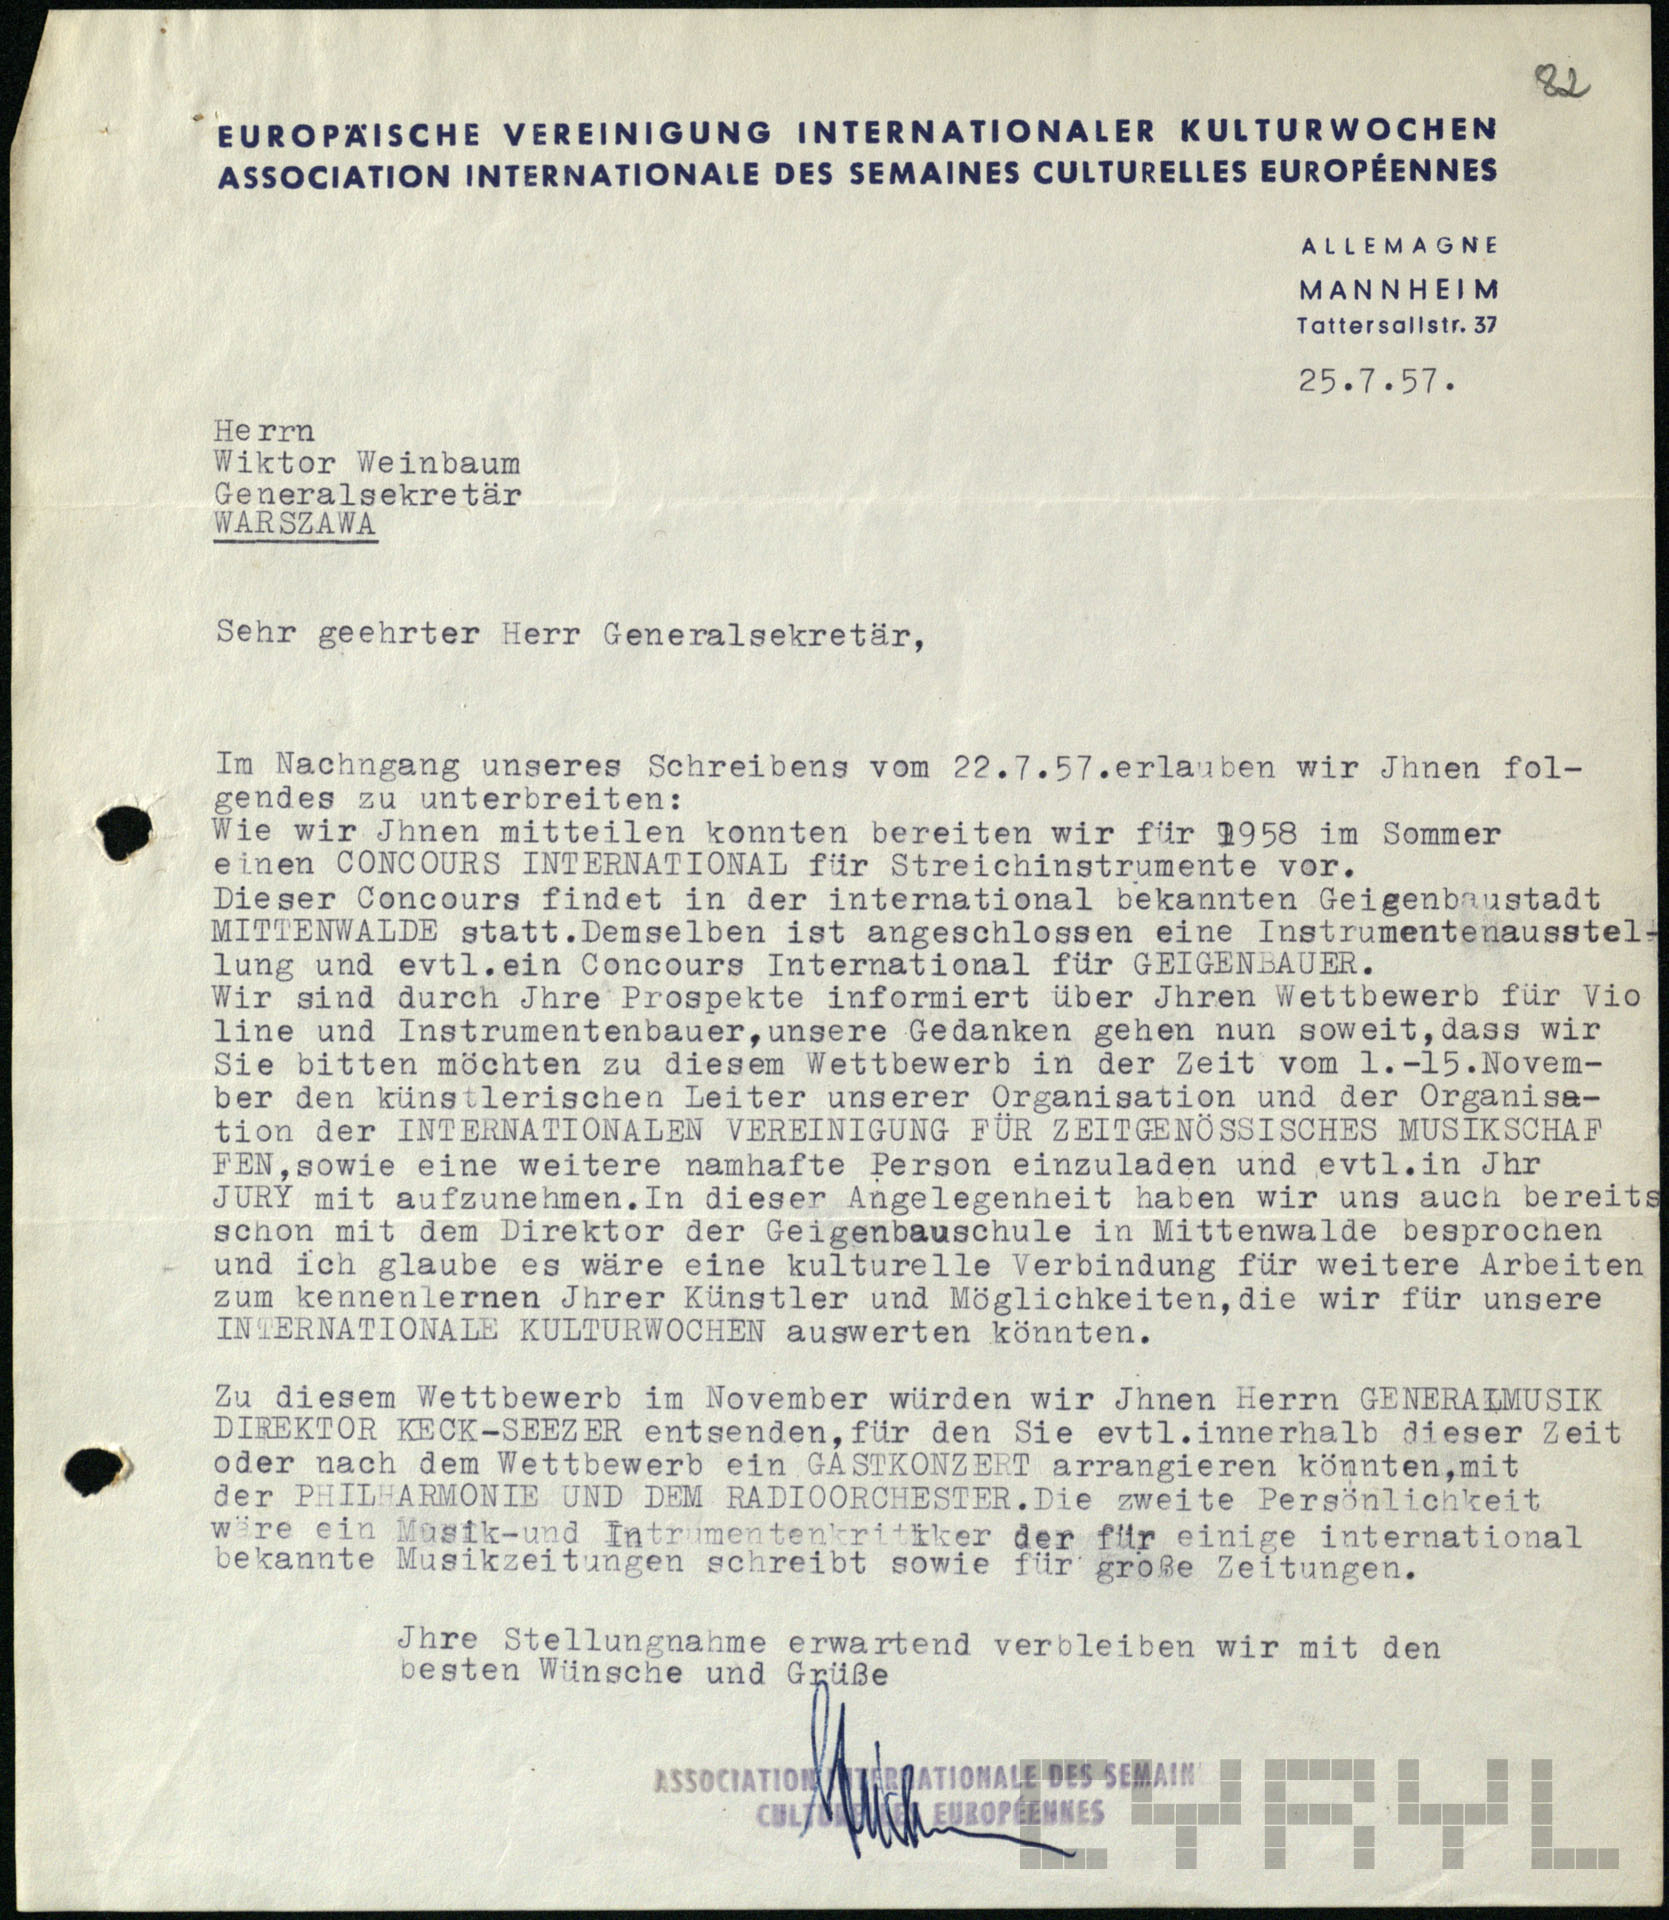 82
EUROPÄISCHE VEREINIGUNG INTERNATIONALER KULTURWOCHEN
ASSOCIATION INTERNATIONALE DES SEMAINES CULTURELLES EUROPÉENNES
ALLEMAGNE
MANNHEIM
Tattersallstr. 37
25.7.57.
Herrn
Wiktor Weinbaum
Generalsekretär
WARSZAWA
Sehr geehrter Herr Generalsekretär,
Im Nachngang unseres Schreibens vom 22.7.57.erlauben wir Jhnen fol-
gendes zu unterbreiten:
Wie wir Jhnen mitteilen konnten bereiten wir für 1958 im Sommer
einen CONCOURS INTERNATIONAL für Streichinstrumente vor.
Dieser Concours findet in der international bekannten Geigenbaustadt
MITTENWALDE statt.Demselben ist angeschlossen eine Instrumentenausstel-
lung und evtl.ein Concours International für GEIGENBAUER.
Wir sind durch Jhre Prospekte informiert über Jhren Wettbewerb für Vio
line und Instrumentenbauer,unsere Gedanken gehen nun soweit,dass wir
Sie bitten möchten zu diesem Wettbewerb in der Zeit vom 1.-15.Novem-
ber den künstlerischen Leiter unserer Organisation und der Organisa-
tion der INTERNATIONALEN VEREINIGUNG FÜR ZEITGENÖSSISCHES MUSIKSCHAF
FEN,sowie eine weitere namhafte Person einzuladen und evtl.in Jhr
JURY mit aufzunehmen.In dieser Angelegenheit haben wir uns auch bereits
schon mit dem Direktor der Geigenbauschule in Mittenwalde besprochen
und ich glaube es wäre eine kulturelle Verbindung für weitere Arbeiten
zum kennenlernen Jhrer Künstler und Möglichkeiten,die wir für unsere
INTERNATIONALE KULTURWOCHEN auswerten könnten.
Zu diesem Wettbewerb im November würden wir Jhnen Herrn GENERALMUSIK
DIREKTOR KECK-SEEZER entsenden,für den Sie evtl.innerhalb dieser Zeit
oder nach dem Wettbewerb ein GASTKONZERT arrangieren könnten,mit
der PHILHARMONIE UND DEM RADIOORCHESTER.Die zweite Persönlichkeit
wäre ein Musik-und Intrumentenkritiker der für einige international
bekannte Musikzeitungen schreibt sowie für große Zeitungen.
Jhre Stellungnahme erwartend verbleiben wir mit den
besten Wünsche und Grüße
ASSOCIATION INTERNATIONALE DES SEMAIN
CULTURELLES EUROPÉENNES